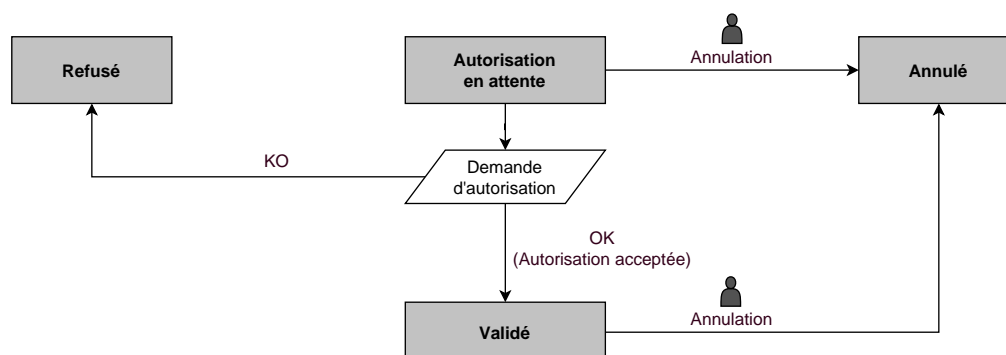 Refusé
Autorisation
en attente
Annulation
Annulé
KO
Demande
d'autorisation
OK
(Autorisation acceptée)
Validé
Annulation